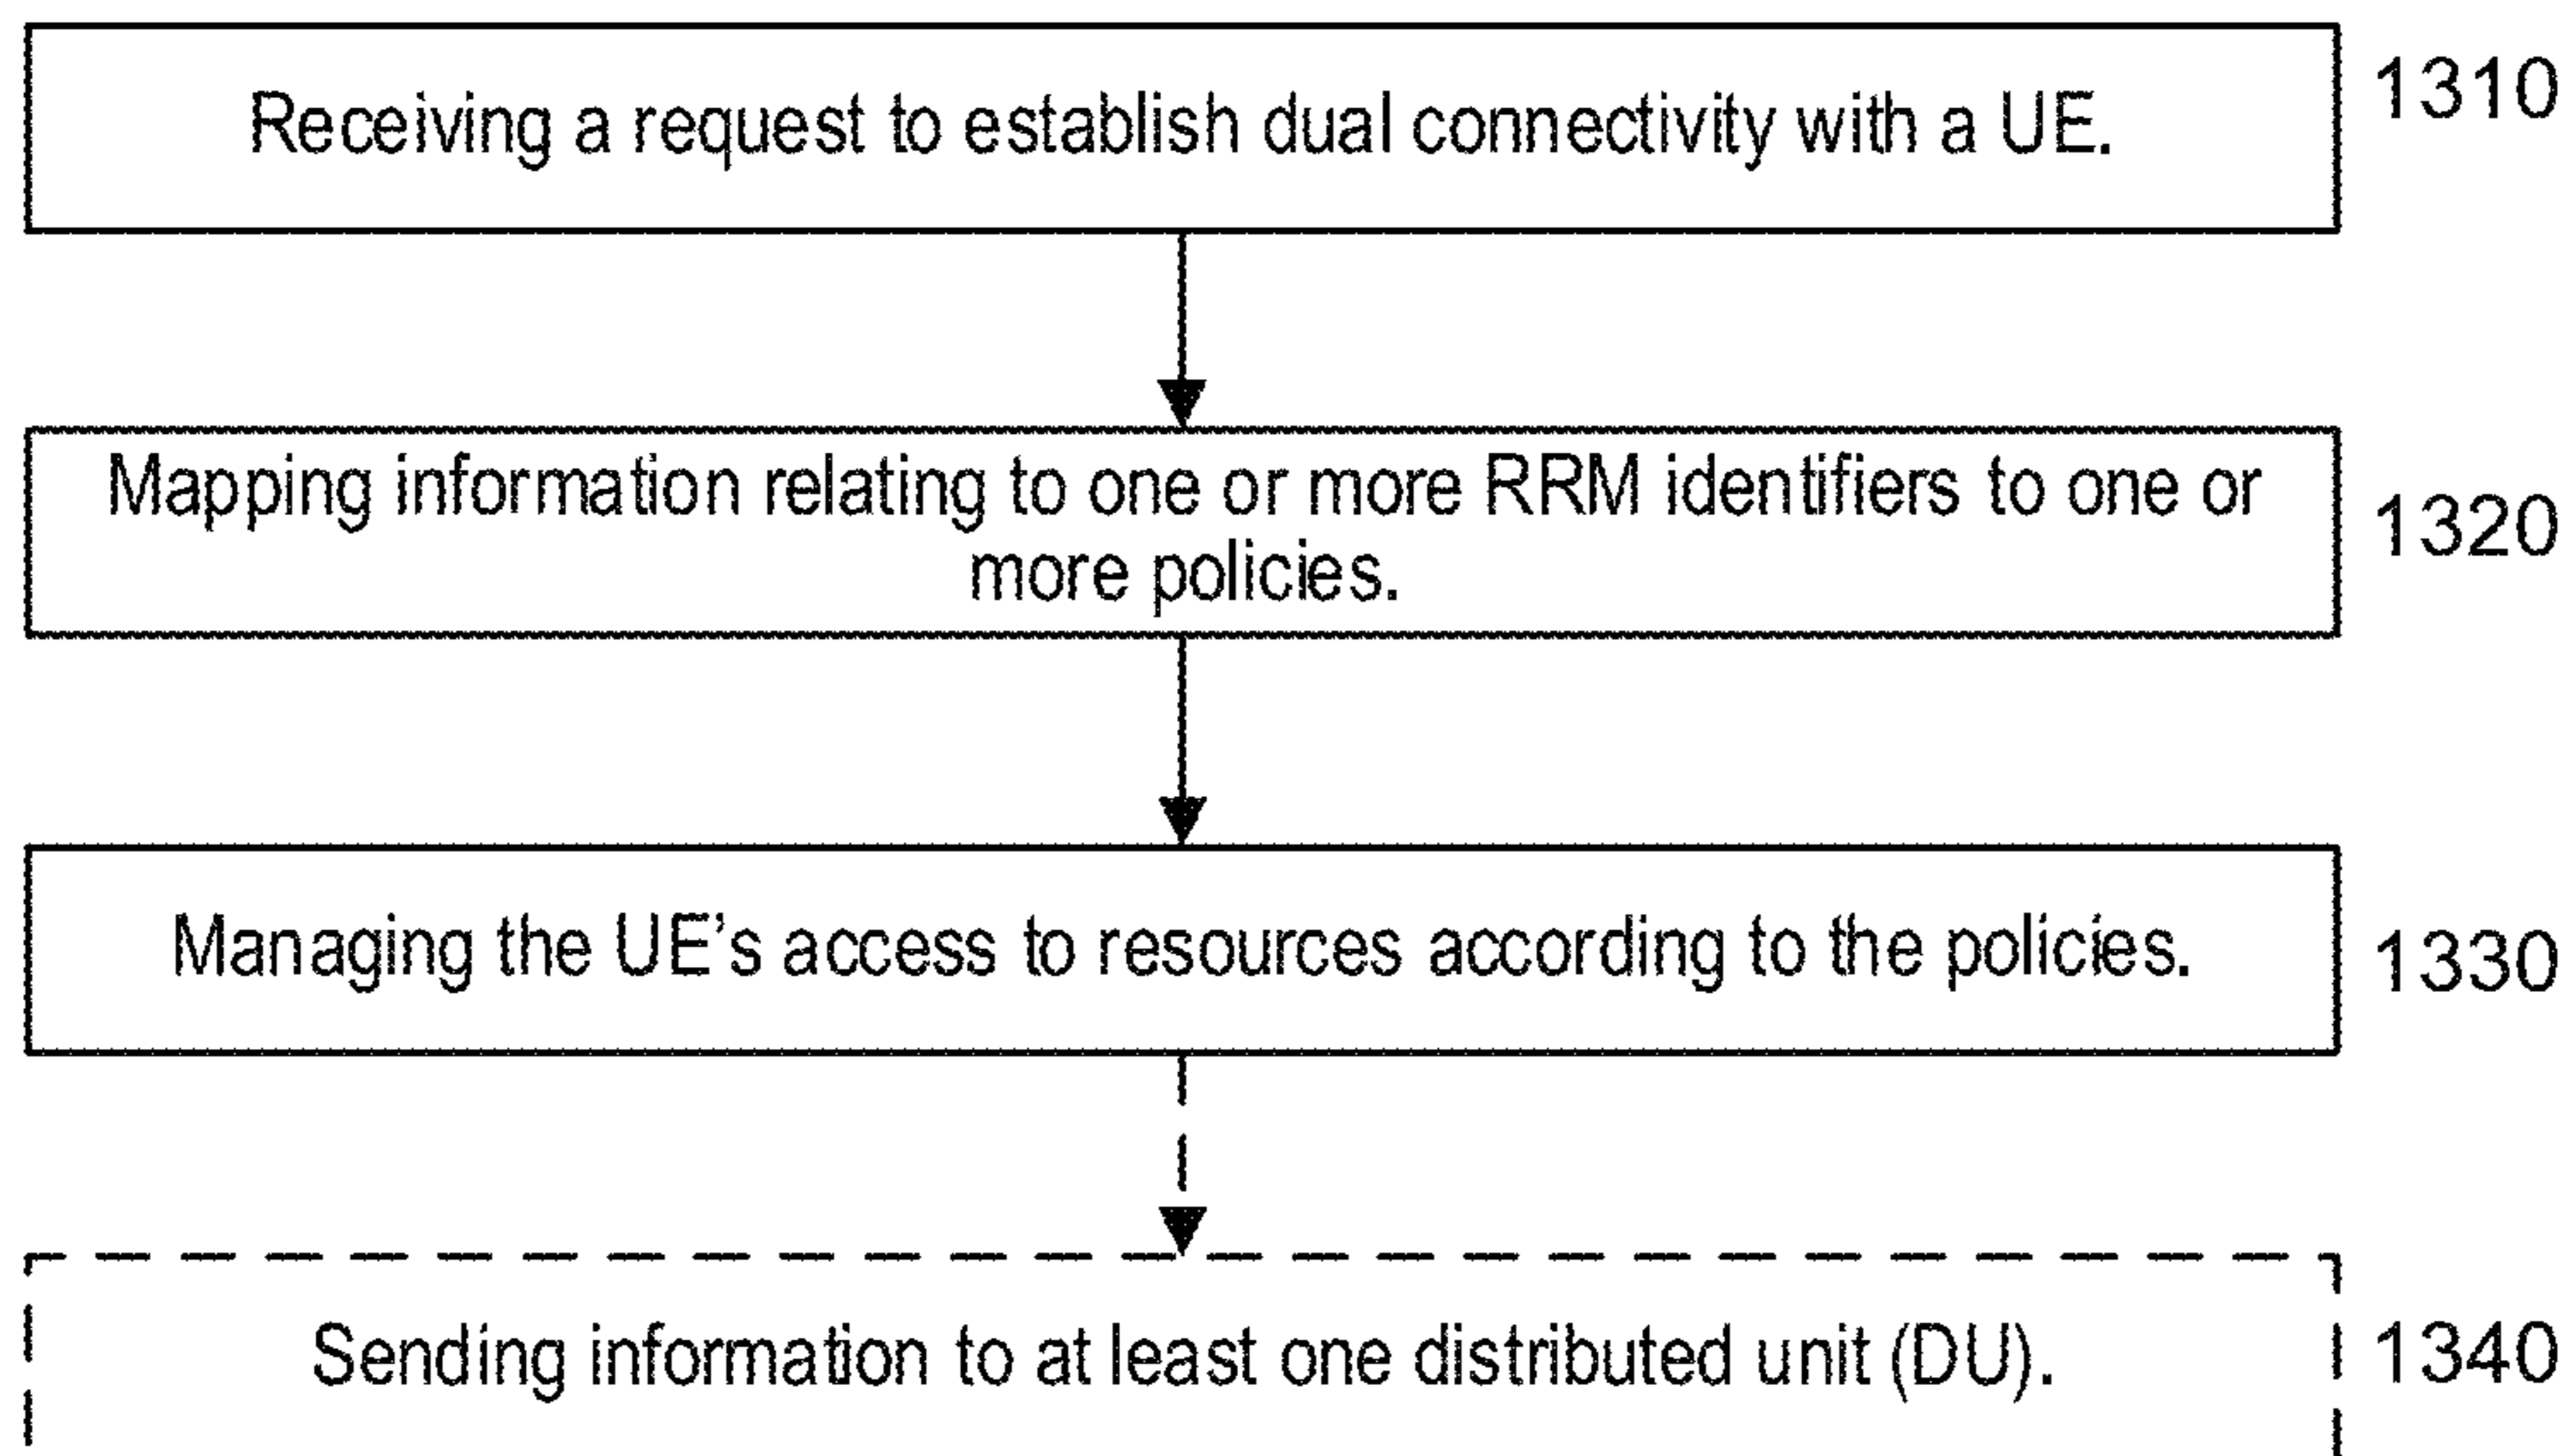 Receiving a request to establish dual connectivity with a UE.
1310
Mapping information relating to one or more RRM identifiers to one or
more policies.
1320
Managing the UE’s access to resources according to the policies.
1330
Sending information to at least one distributed unit (DU).
1340